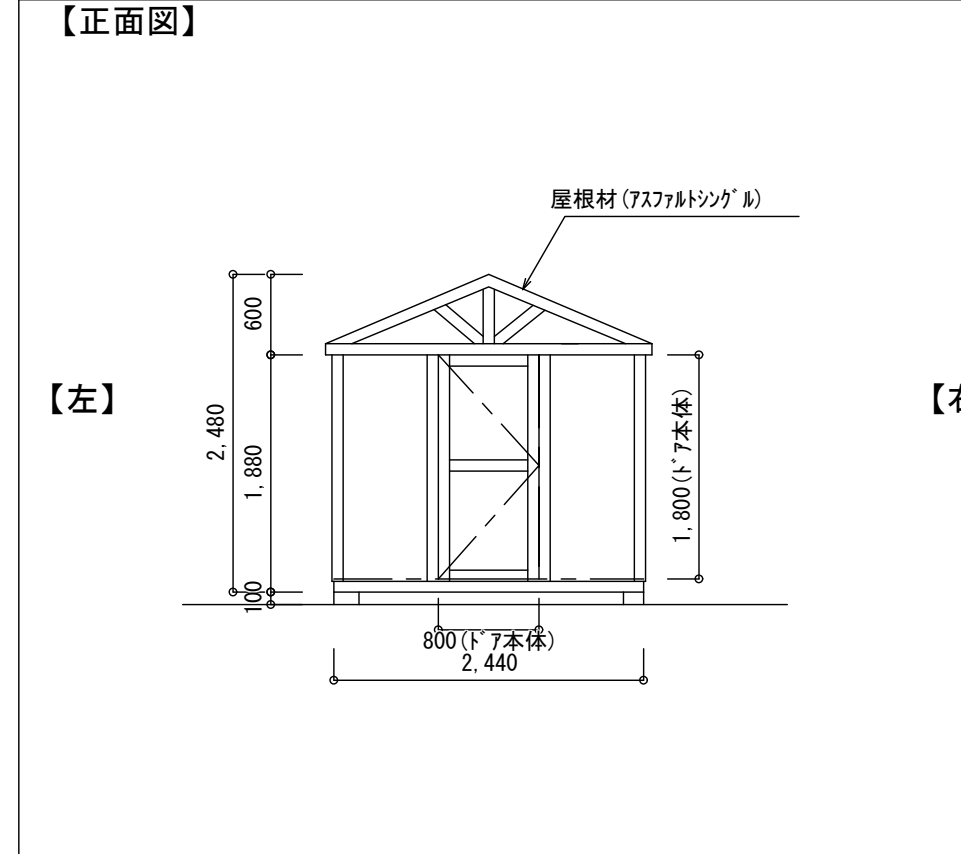 【正面図】
屋根材(ｱｽﾌｧﾙﾄｼﾝｸﾞﾙ)
600
【左】
【右
2,480
1,880
1,800(ﾄﾞｱ本体)
100
800(ﾄﾞｱ本体)
2,440